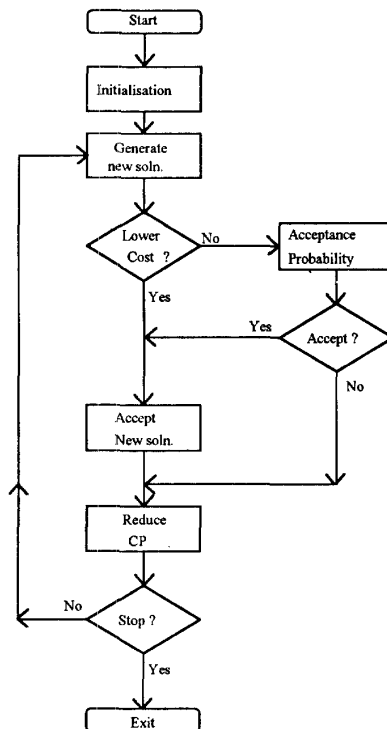 Start
Initialisation
Generate
new soln.
Lower
Cost ?
No
Acceptance
Probability
Yes
Yes
Accept ?
No
Accept
New soln.
Reduce
CP
No
Stop ?
Yes
Exit